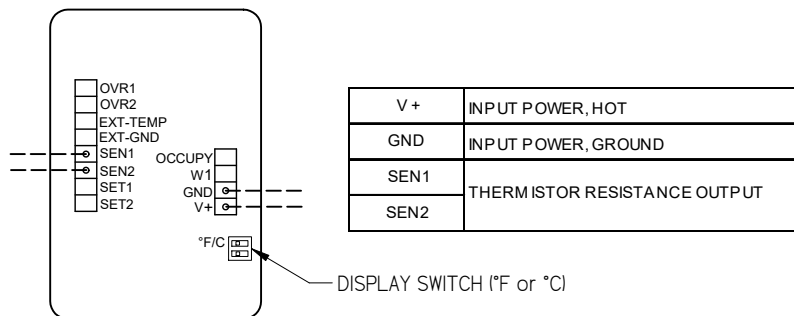 OVR1
OVR2
EXT-TEMP
EXT-GND
SEN1
SEN2
SET1
SET2
OCCUPY
W1
GND
V+
°F/C
DISPLAY SWITCH (°F or °C)
V + INPUT POWER, HOT
GND INPUT POWER, GROUND
SEN1
THERMISTOR RESISTANCE OUTPUT
SEN2